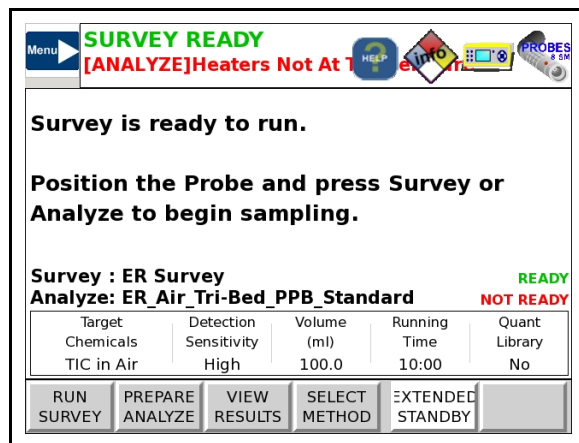 Menu
SURVEY READY
[ANALYZE]Heaters Not At T
HELP
info
PROBES
& SM
Survey is ready to run.
Position the Probe and press Survey or
Analyze to begin sampling.
Survey : ER Survey READY
Analyze: ER_Air_Tri-Bed_PPB_Standard NOT READY
Target Detection Volume Running Quant
Chemicals Sensitivity (ml) Time Library
TIC in Air High 100.0 10:00 No
RUN PREPARE VIEW SELECT EXTENDED
SURVEY ANALYZE RESULTS METHOD STANDBY